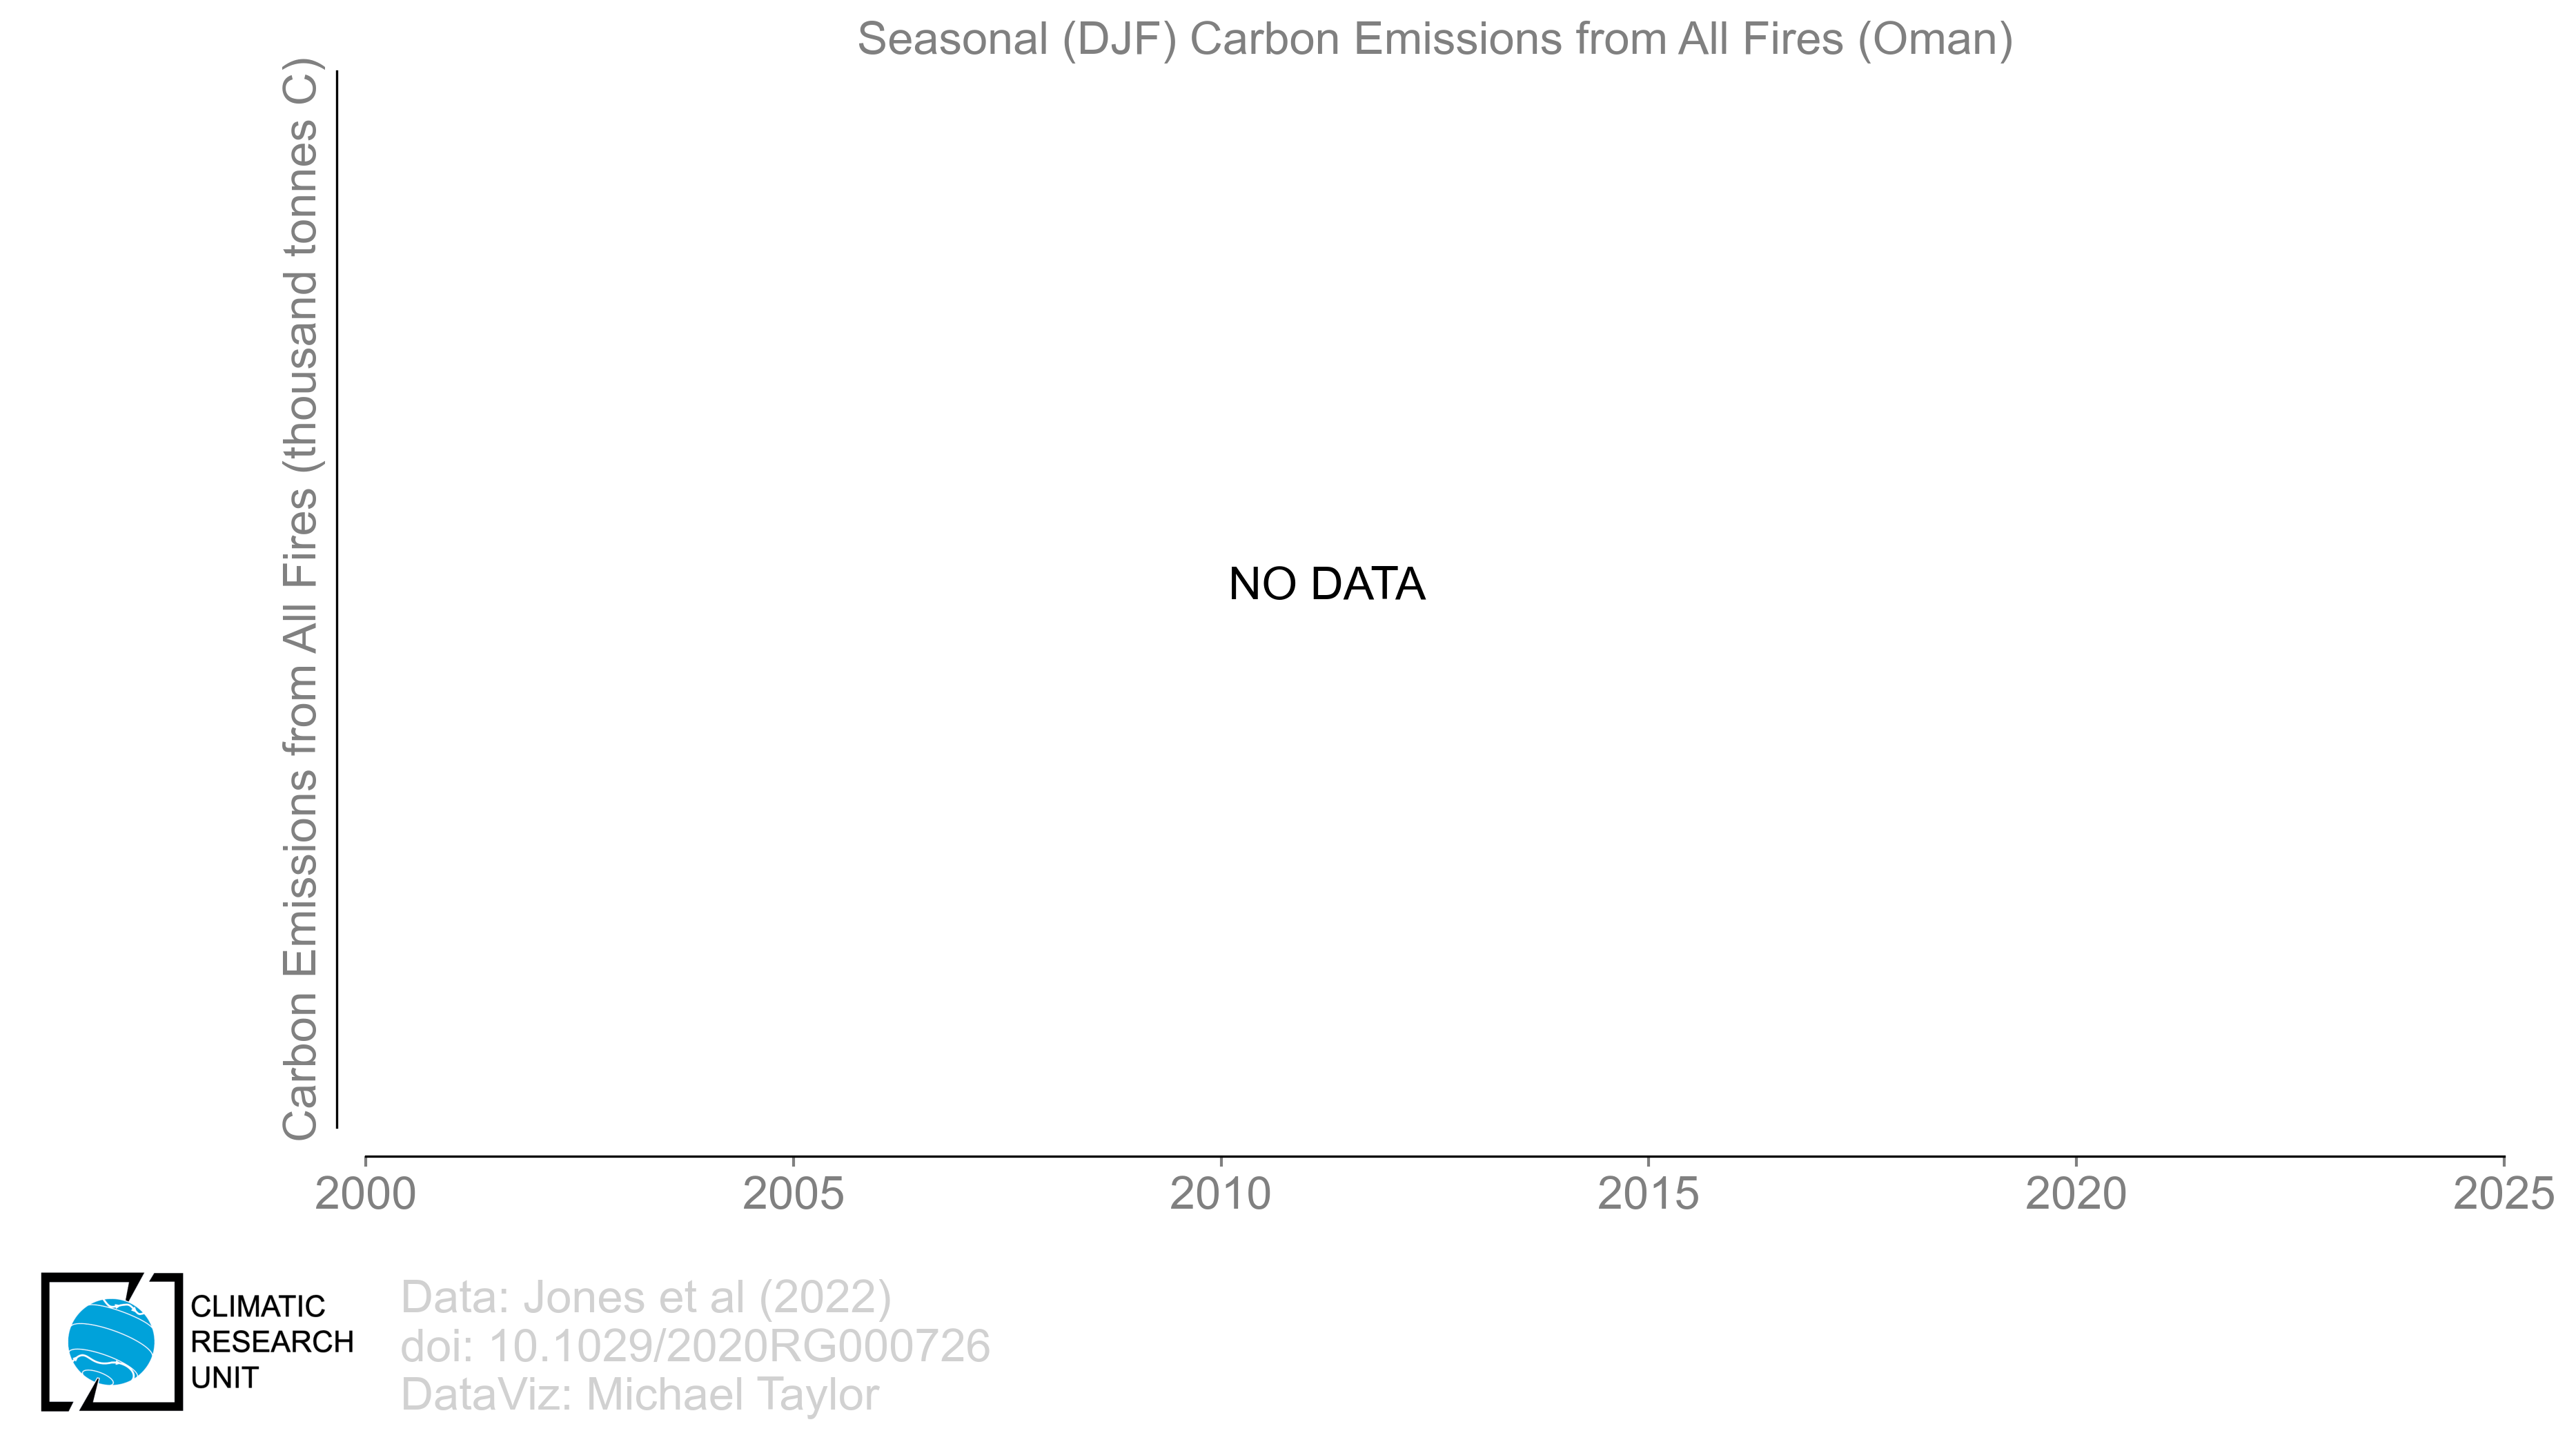 Seasonal (DJF) Carbon Emissions from All Fires (Oman)
Carbon Emissions from All Fires (thousand tonnes C)
NO DATA
2000 2005 2010 2015 2020 2025
CLIMATIC
RESEARCH
UNIT
Data: Jones et al (2022)
doi: 10.1029/2020RG000726
DataViz: Michael Taylor